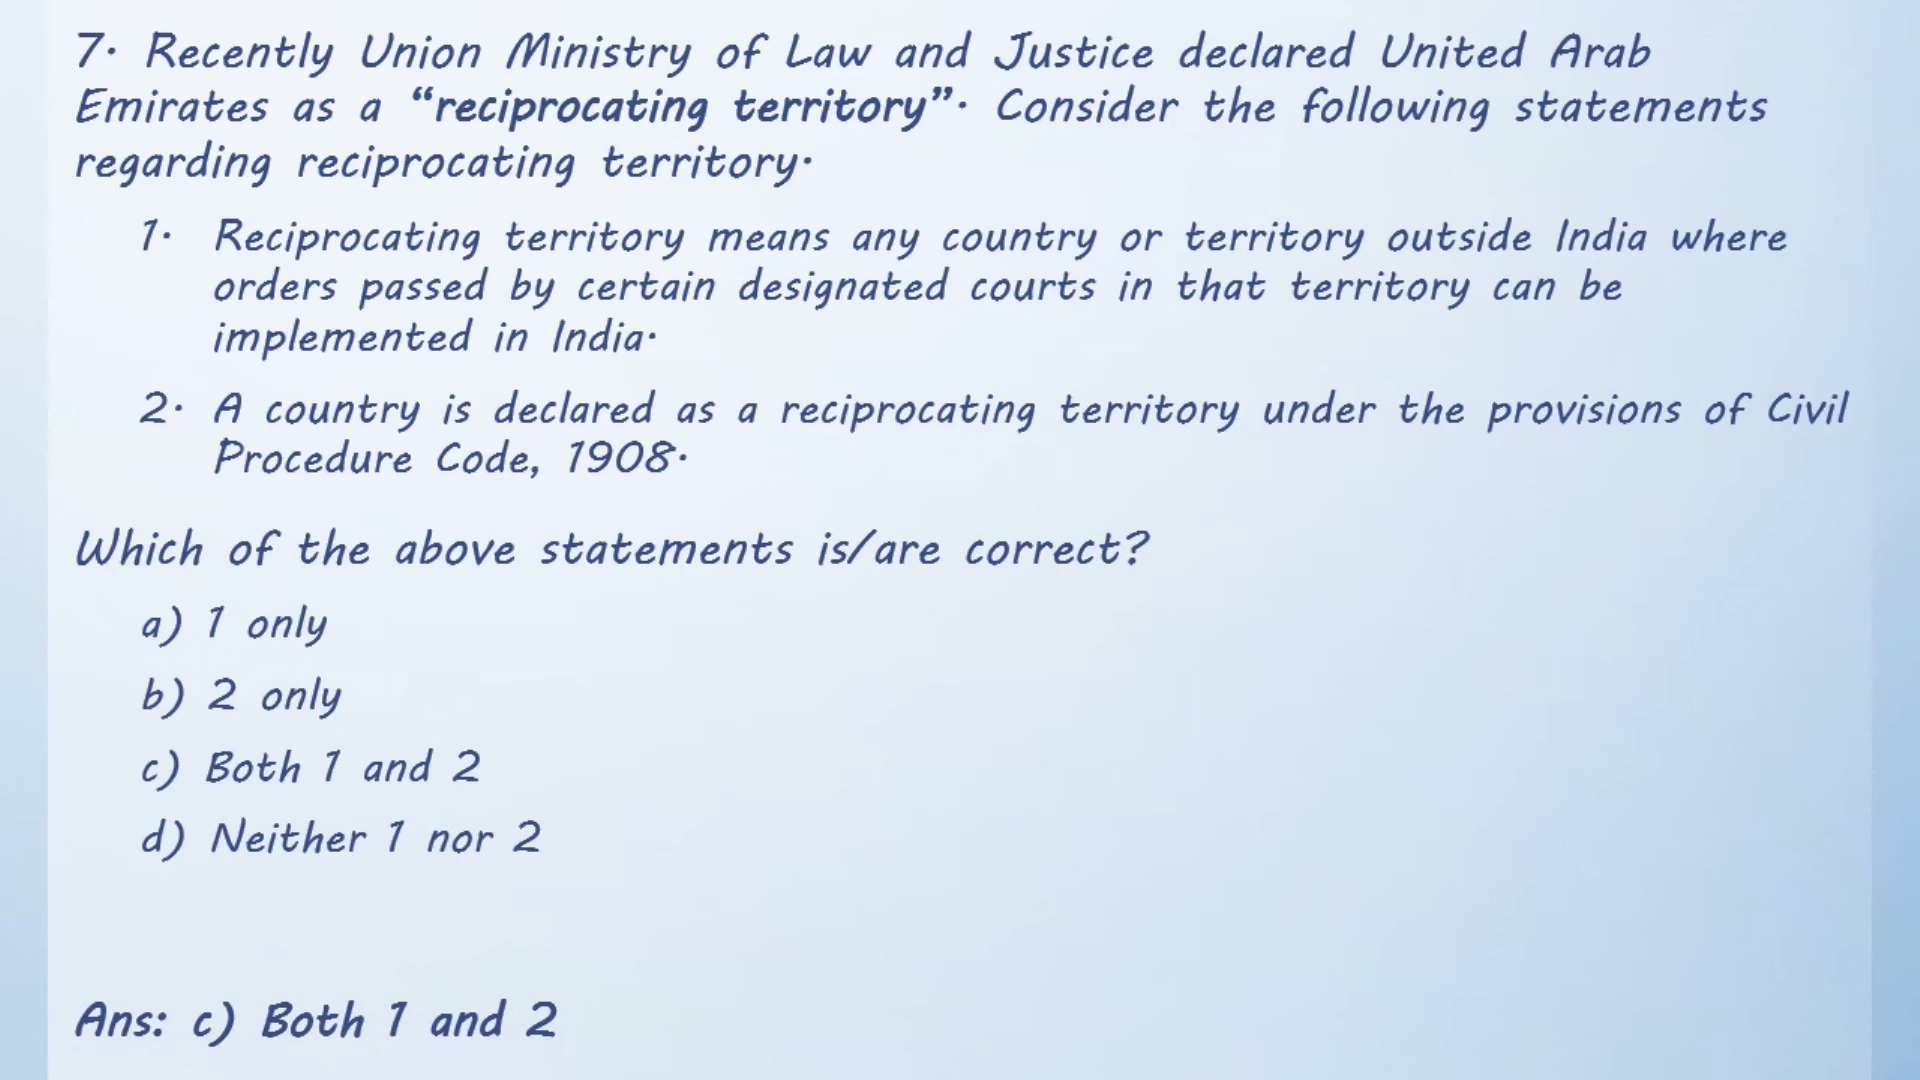 7. Recently Union Ministry of Law and Justice declared United Arab
Emirates as a “reciprocating territory”. Consider the following statements
regarding reciprocating territory.
1. Reciprocating territory means any country or territory outside India where
orders passed by certain designated courts in that territory can be
implemented in India.
2. A country is declared as a reciprocating territory under the provisions of Civil
Procedure Code, 1908.
Which of the above statements is/are correct?
a) 1 only
b) 2 only
c) Both 1 and 2
d) Neither 1 nor 2
Ans: c) Both 1 and 2